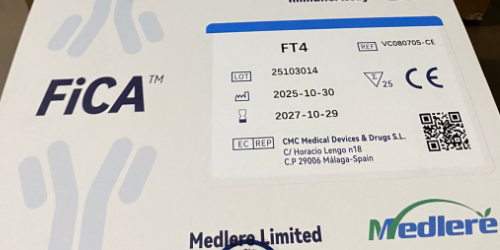 FT4
REF VC080705-CE
LOT 25103014
25
CE
2025-10-30
2027-10-29
EC REP CMC Medical Devices & Drugs S.L.
C/ Horacio Lengo n18
C.P 29006 Málaga-Spain
FiCA™
Medlere Limited
Medlere